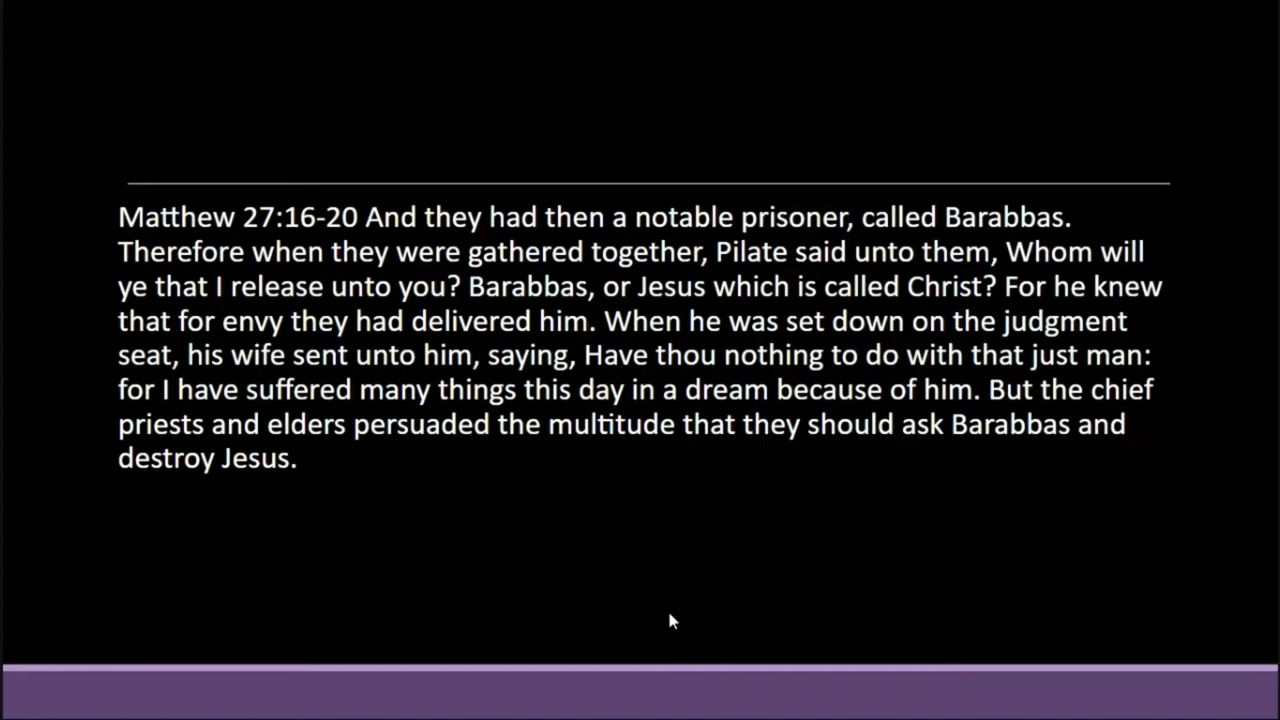 Matthew 27:16-20 And they had then a notable prisoner, called Barabbas.
Therefore when they were gathered together, Pilate said unto them, Whom will
ye that I release unto you? Barabbas, or Jesus which is called Christ? For he knew
that for envy they had delivered him. When he was set down on the judgment
seat, his wife sent unto him, saying, Have thou nothing to do with that just man:
for I have suffered many things this day in a dream because of him. But the chief
priests and elders persuaded the multitude that they should ask Barabbas and
destroy Jesus.